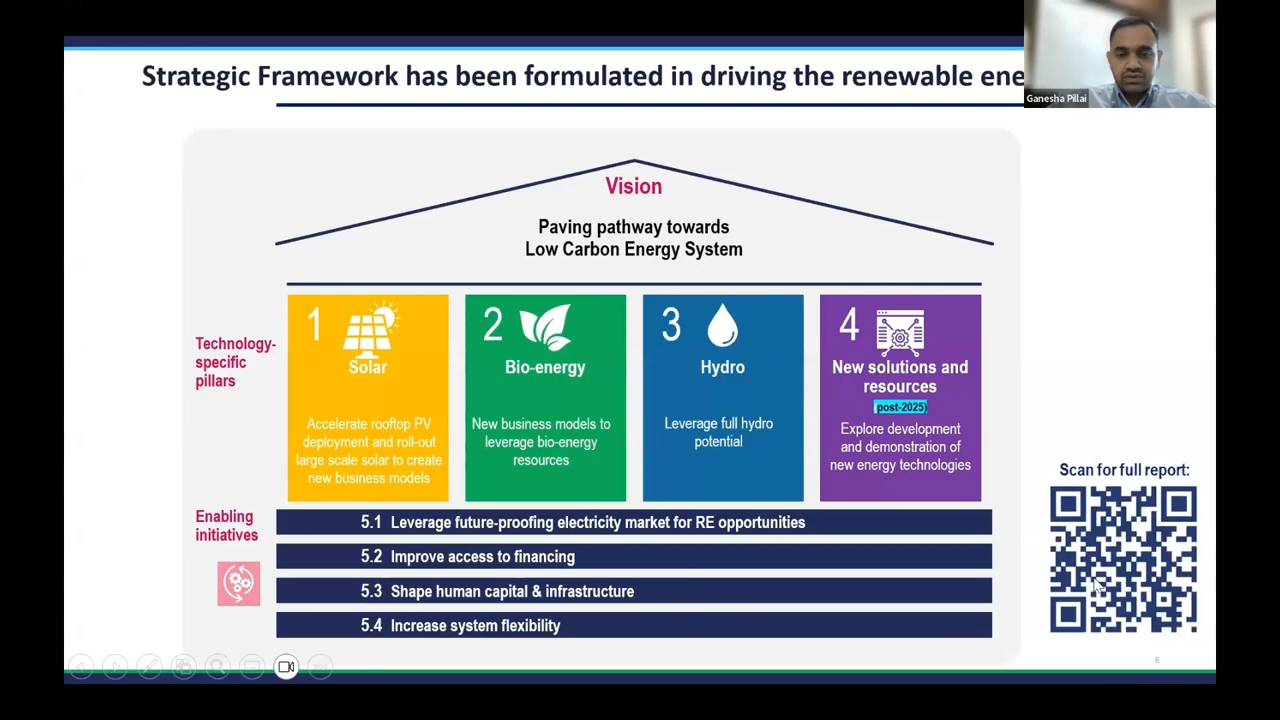 Strategic Framework has been formulated in driving the renewable ene
Ganesha Pillai
Vision
Paving pathway towards
Low Carbon Energy System
Technology-
specific
pillars
1
Solar
Accelerate rooftop PV
deployment and roll-out
large scale solar to create
new business models
2
Bio-energy
New business models to
leverage bio-energy
resources
3
Hydro
Leverage full hydro
potential
4
New solutions and
resources
post-2025)
Explore development
and demonstration of
new energy technologies
Enabling
initiatives
5.1 Leverage future-proofing electricity market for RE opportunities
5.2 Improve access to financing
5.3 Shape human capital & infrastructure
5.4 Increase system flexibility
Scan for full report:
6